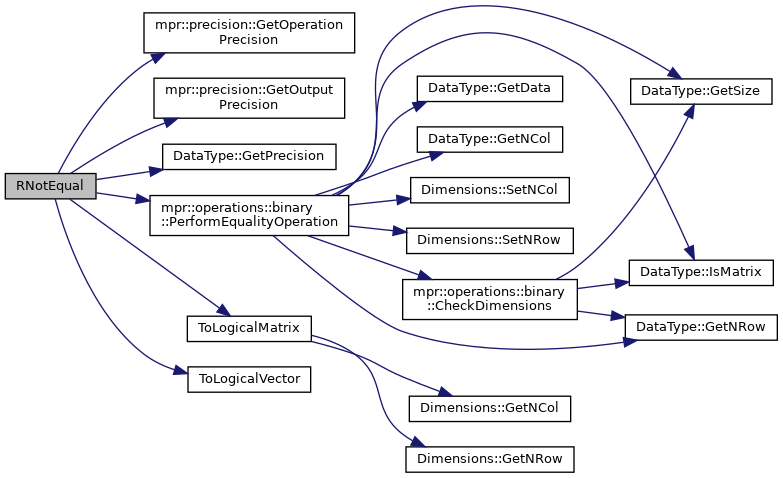 RNotEqual
mpr::precision::GetOperation
Precision
mpr::precision::GetOutput
Precision
DataType::GetPrecision
mpr::operations::binary
::PerformEqualityOperation
ToLogicalMatrix
ToLogicalVector
DataType::GetData
DataType::GetNCol
Dimensions::SetNCol
Dimensions::SetNRow
mpr::operations::binary
::CheckDimensions
Dimensions::GetNCol
Dimensions::GetNRow
DataType::GetSize
DataType::IsMatrix
DataType::GetNRow